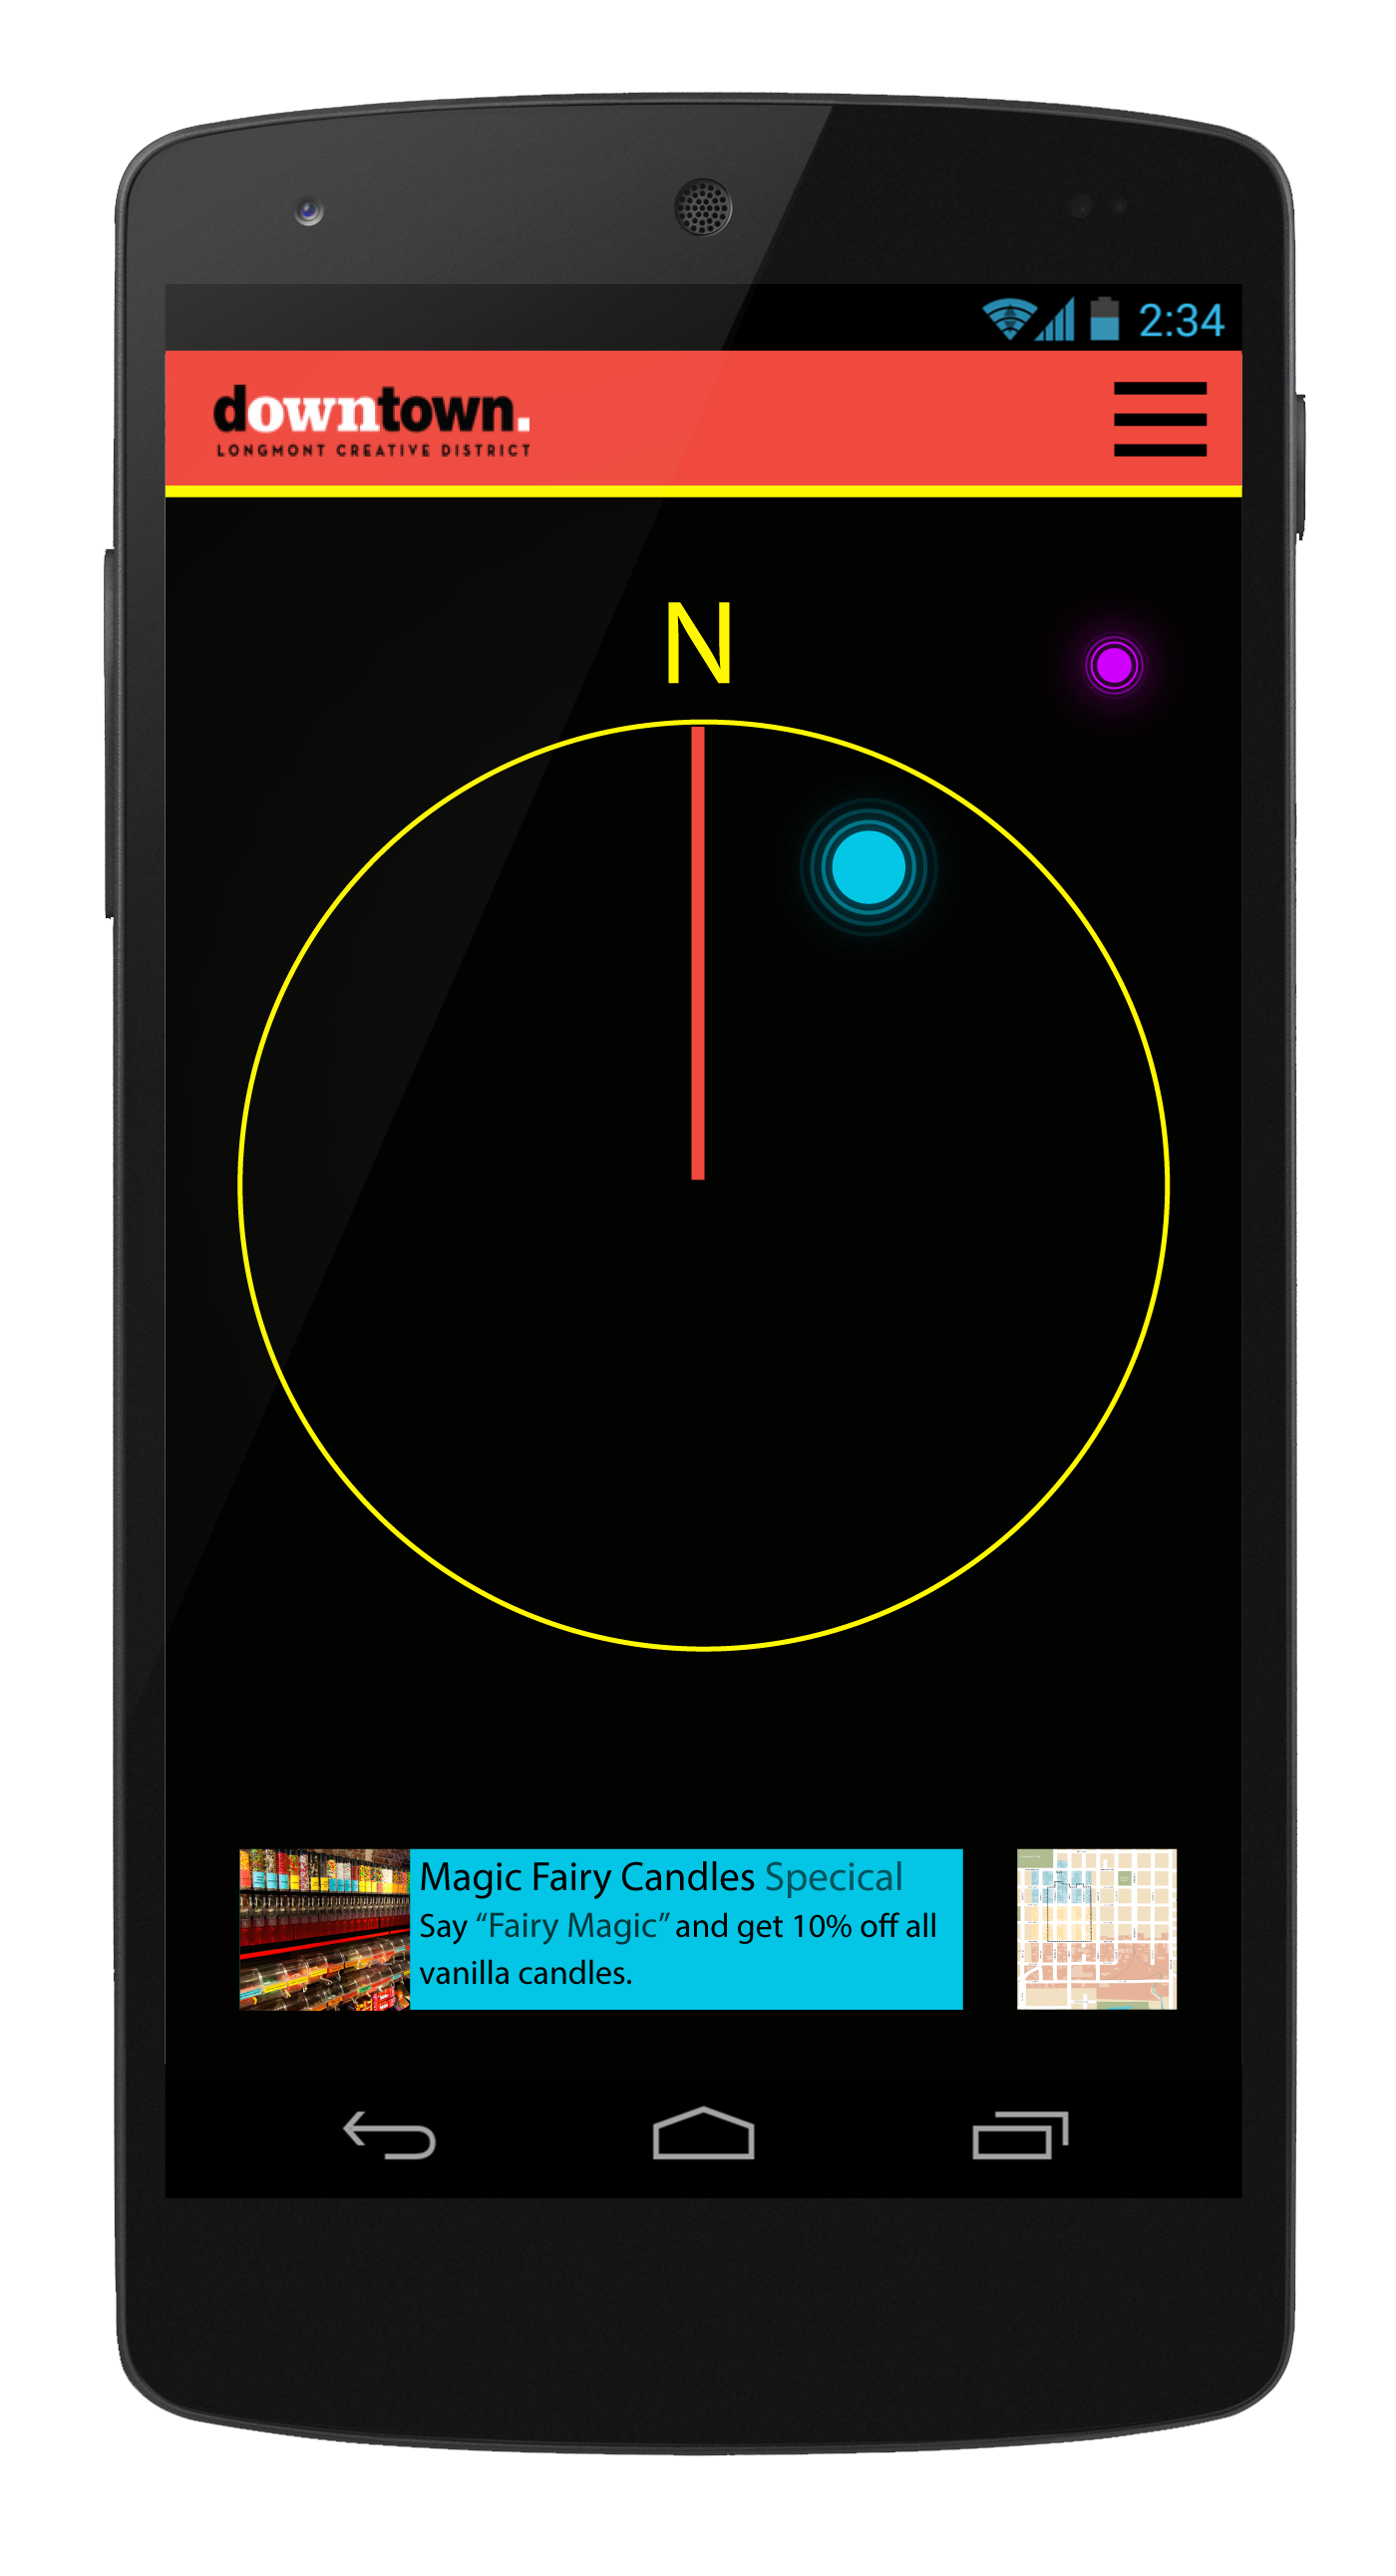 2:34
downtown.
LONGMONT CREATIVE DISTRICT
N
Magic Fairy Candles Specical
Say “Fairy Magic” and get 10% off all
vanilla candles.